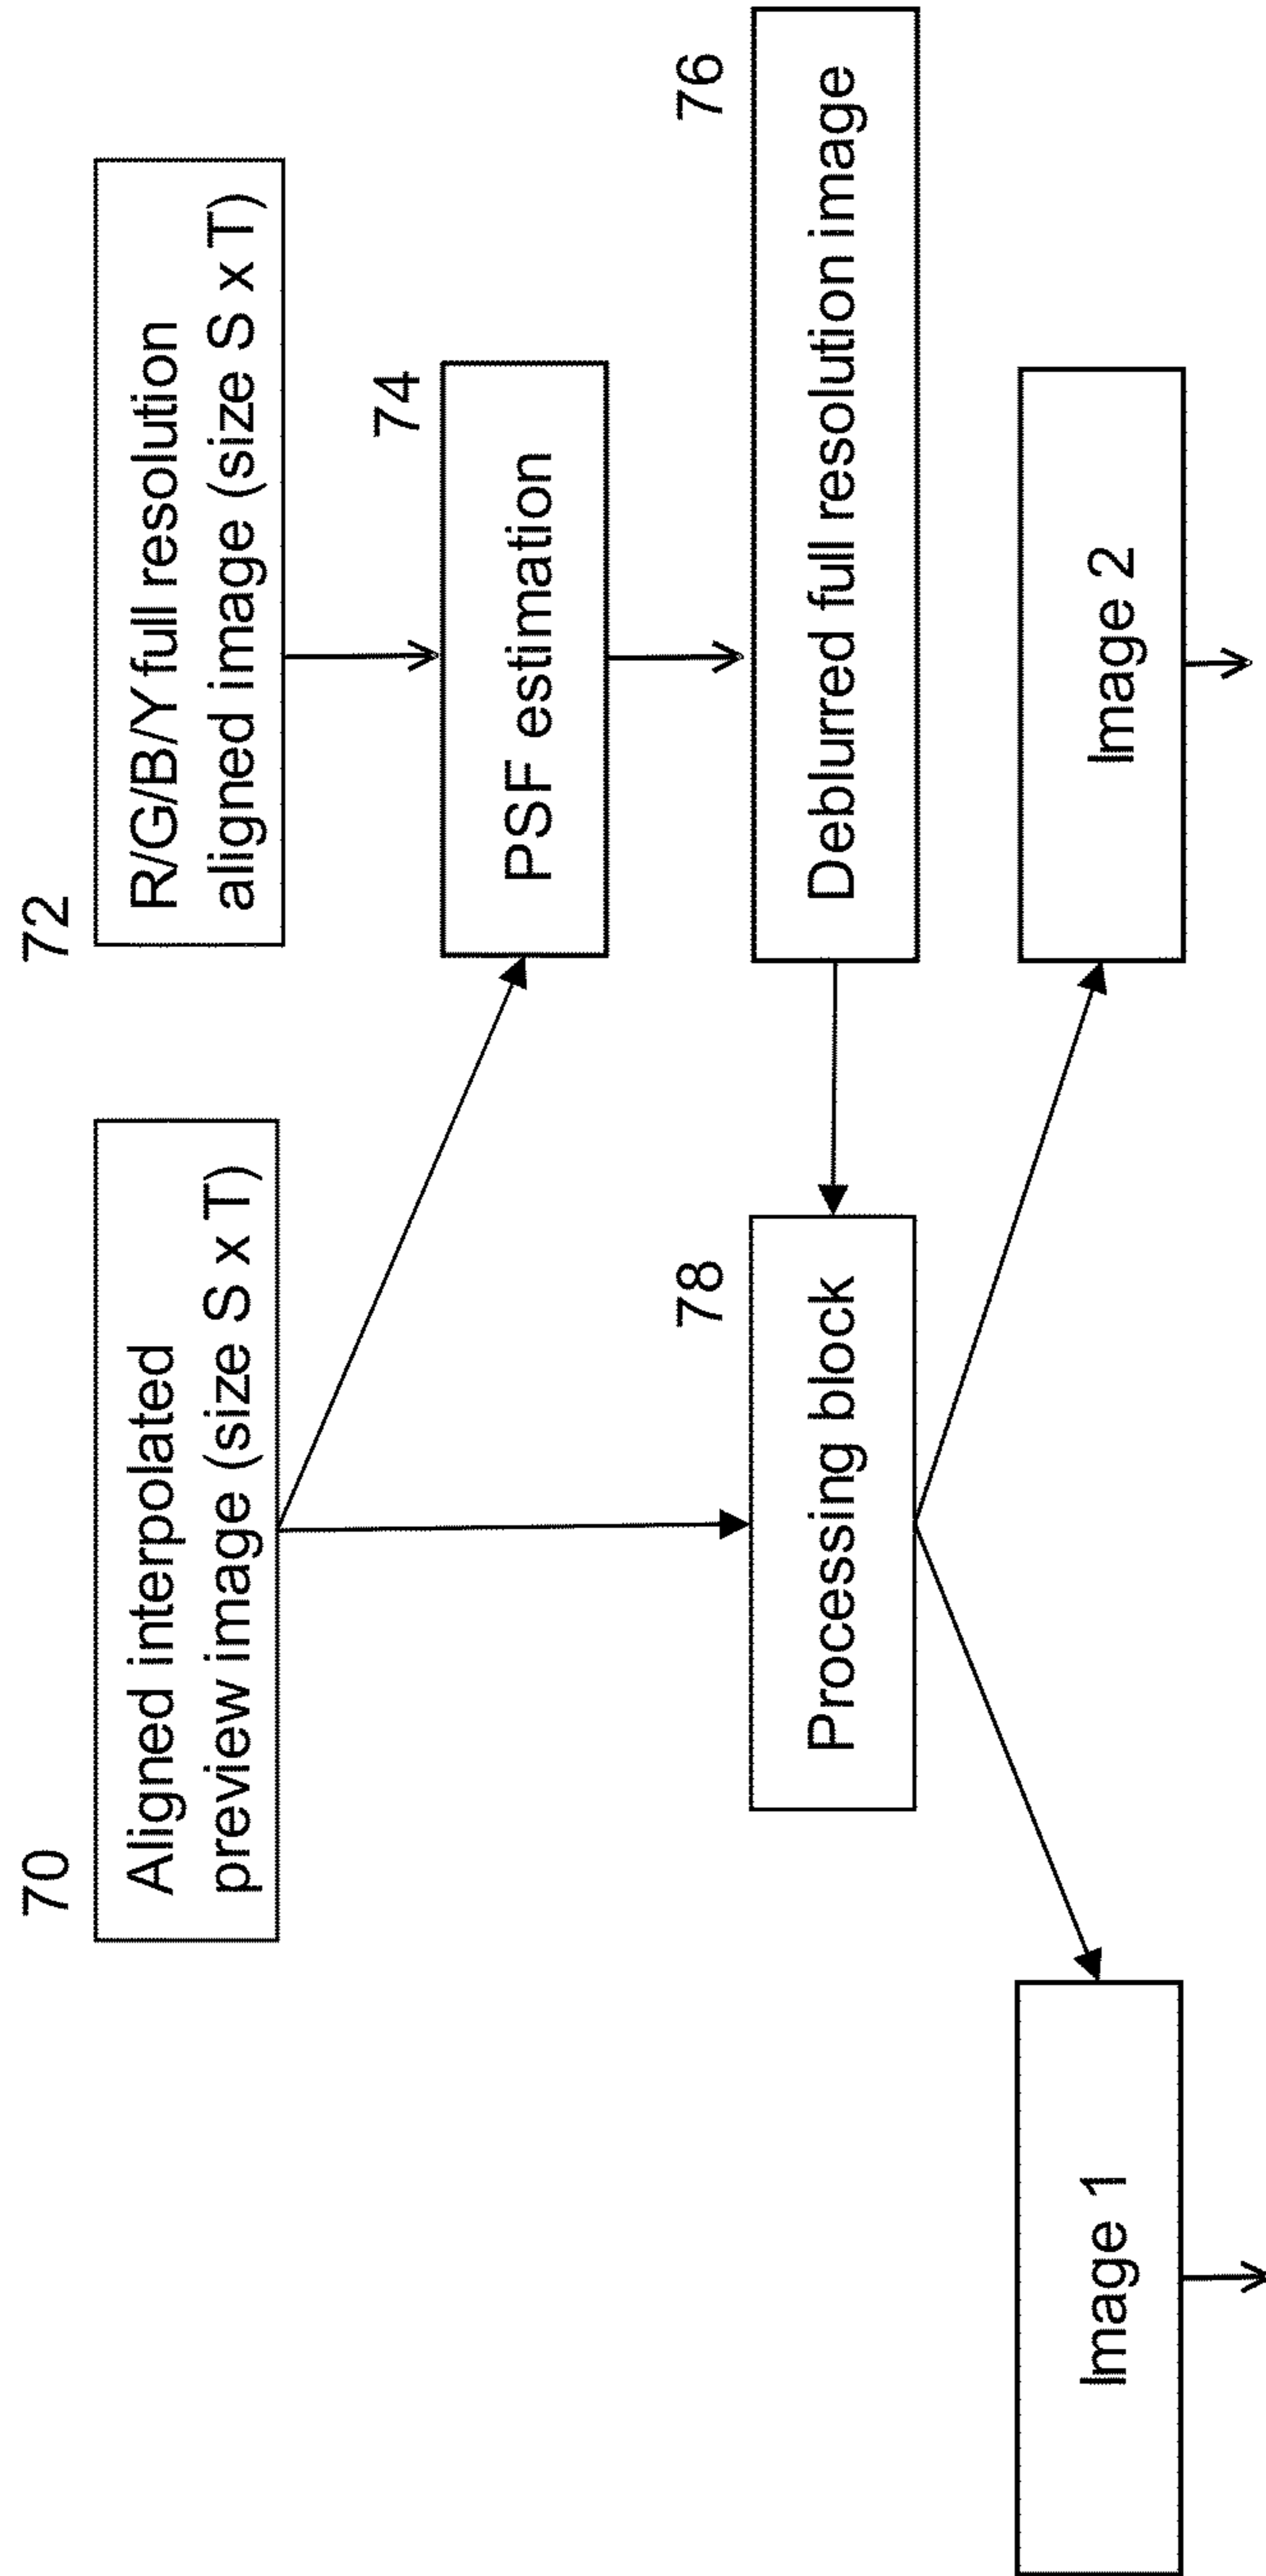 70
Aligned interpolated
preview image (size S x T)
72
R/G/B/Y full resolution
aligned image (size S x T)
74
PSF estimation
78
Processing block
76
Deblurred full resolution image
Image 1
Image 2